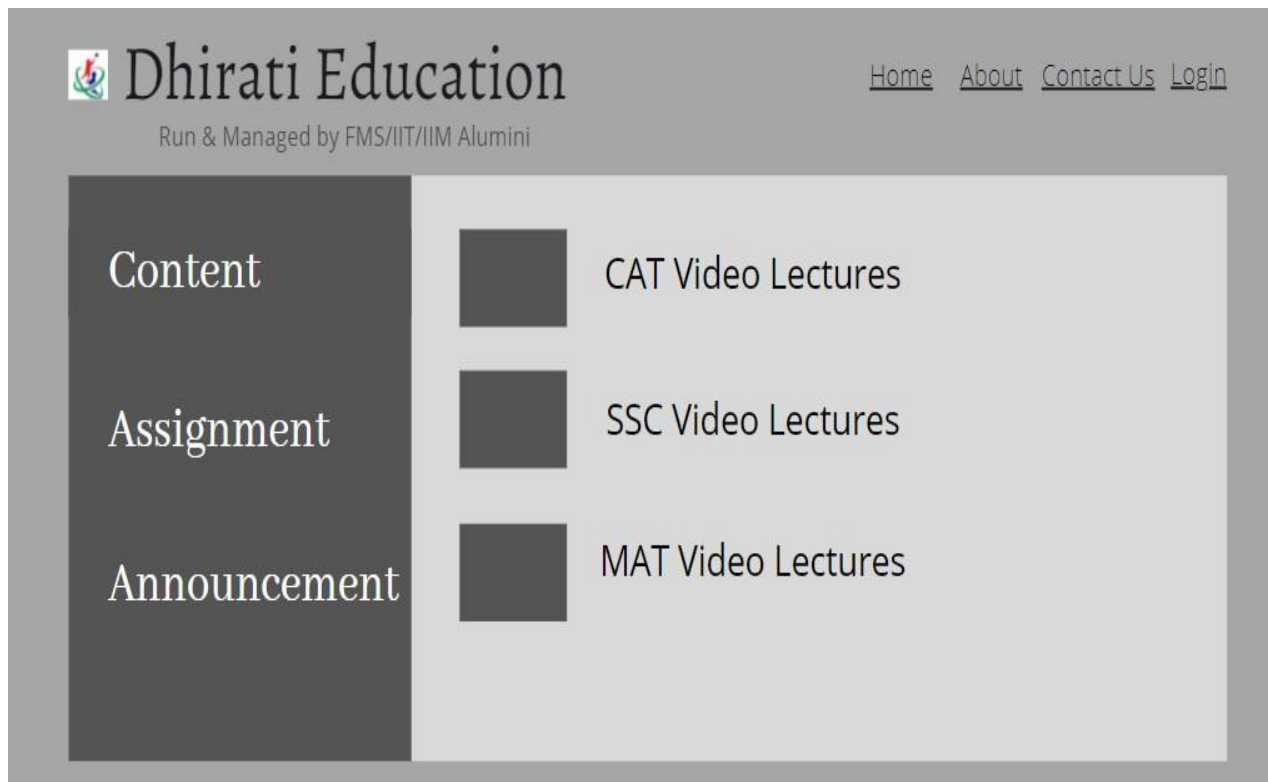 Dhirati Education
Home About Contact Us Login
Run & Managed by FMS/IIT/IIM Alumini
Content
Assignment
Announcement
CAT Video Lectures
SSC Video Lectures
MAT Video Lectures